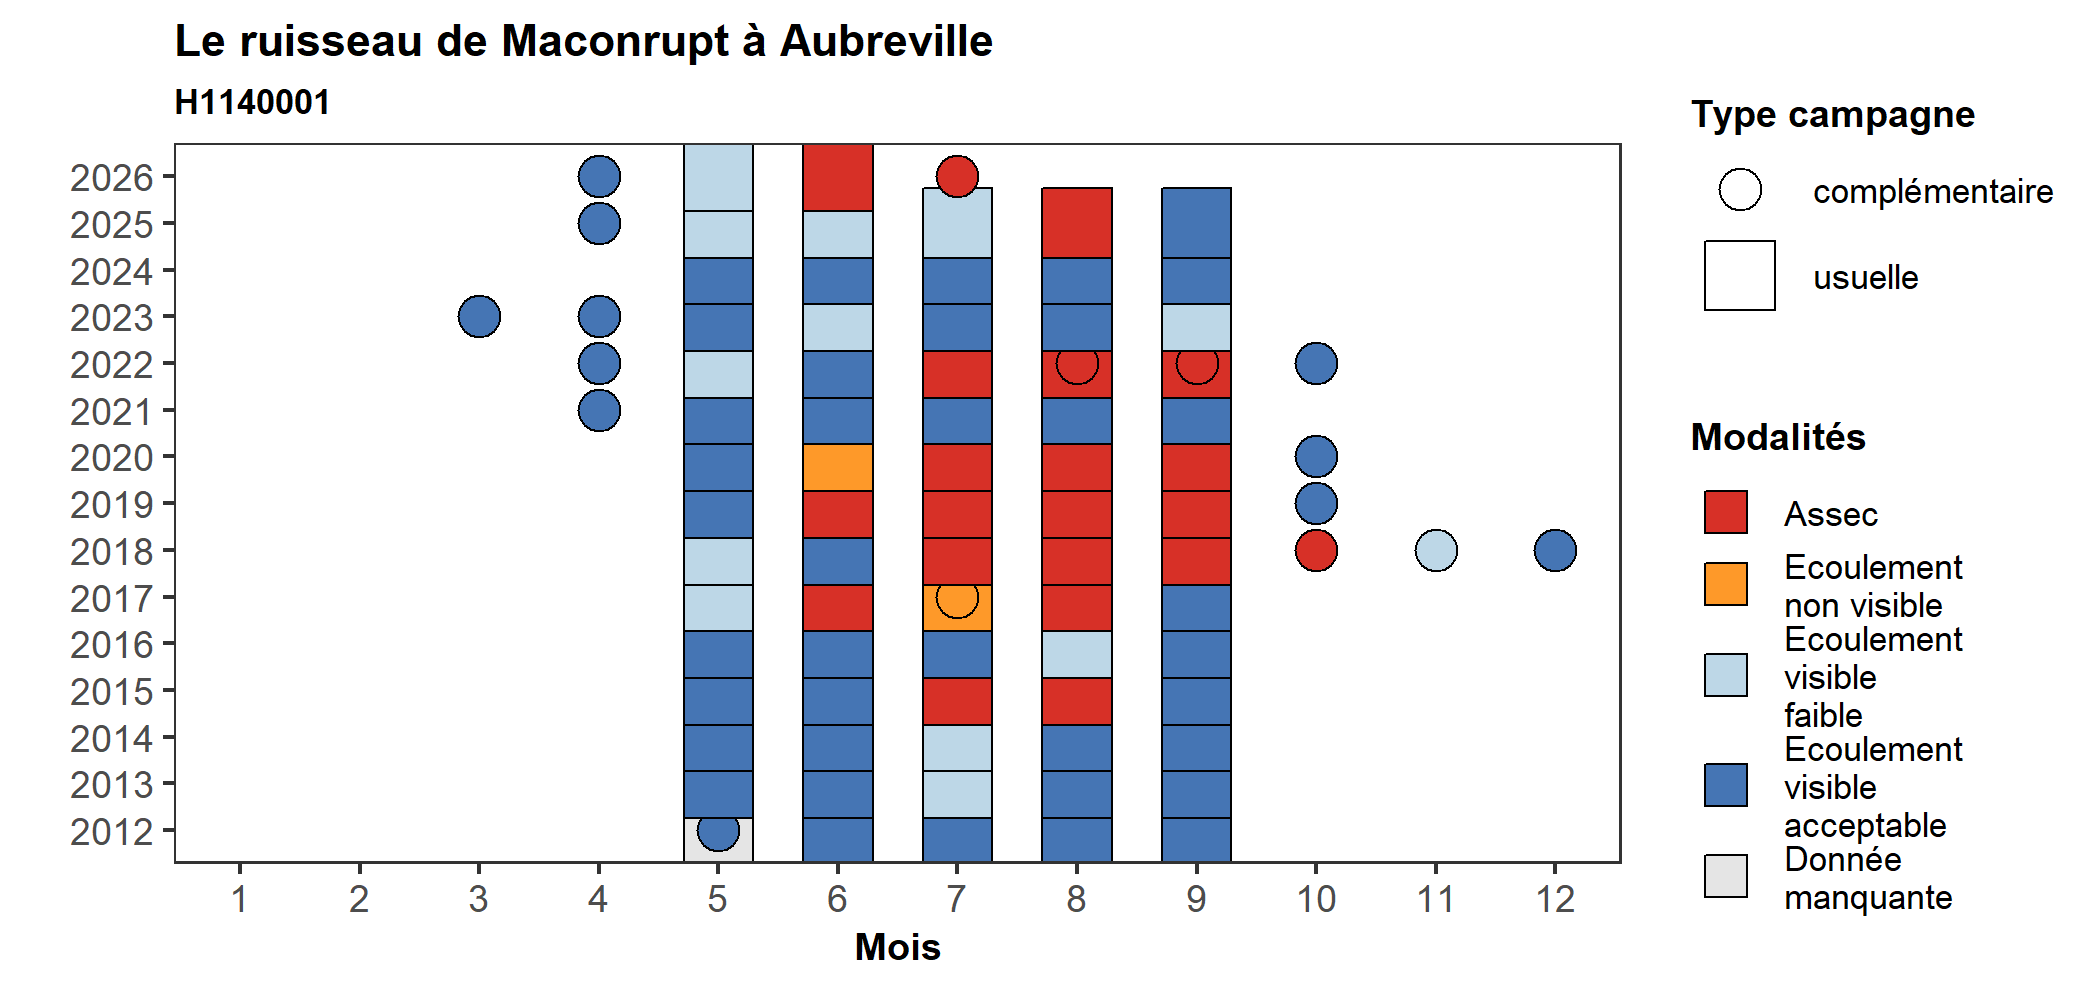 Le ruisseau de Maconrupt à Aubreville
H1140001
2026
2025
2024
2023
2022
2021
2020
2019
2018
2017
2016
2015
2014
2013
2012
1 2 3 4 5 6 7 8 9 10 11 12
Mois
Type campagne
complémentaire
usuelle
Modalités
Assec
Ecoulement
non visible
Ecoulement
visible
faible
Ecoulement
visible
acceptable
Donnée
manquante